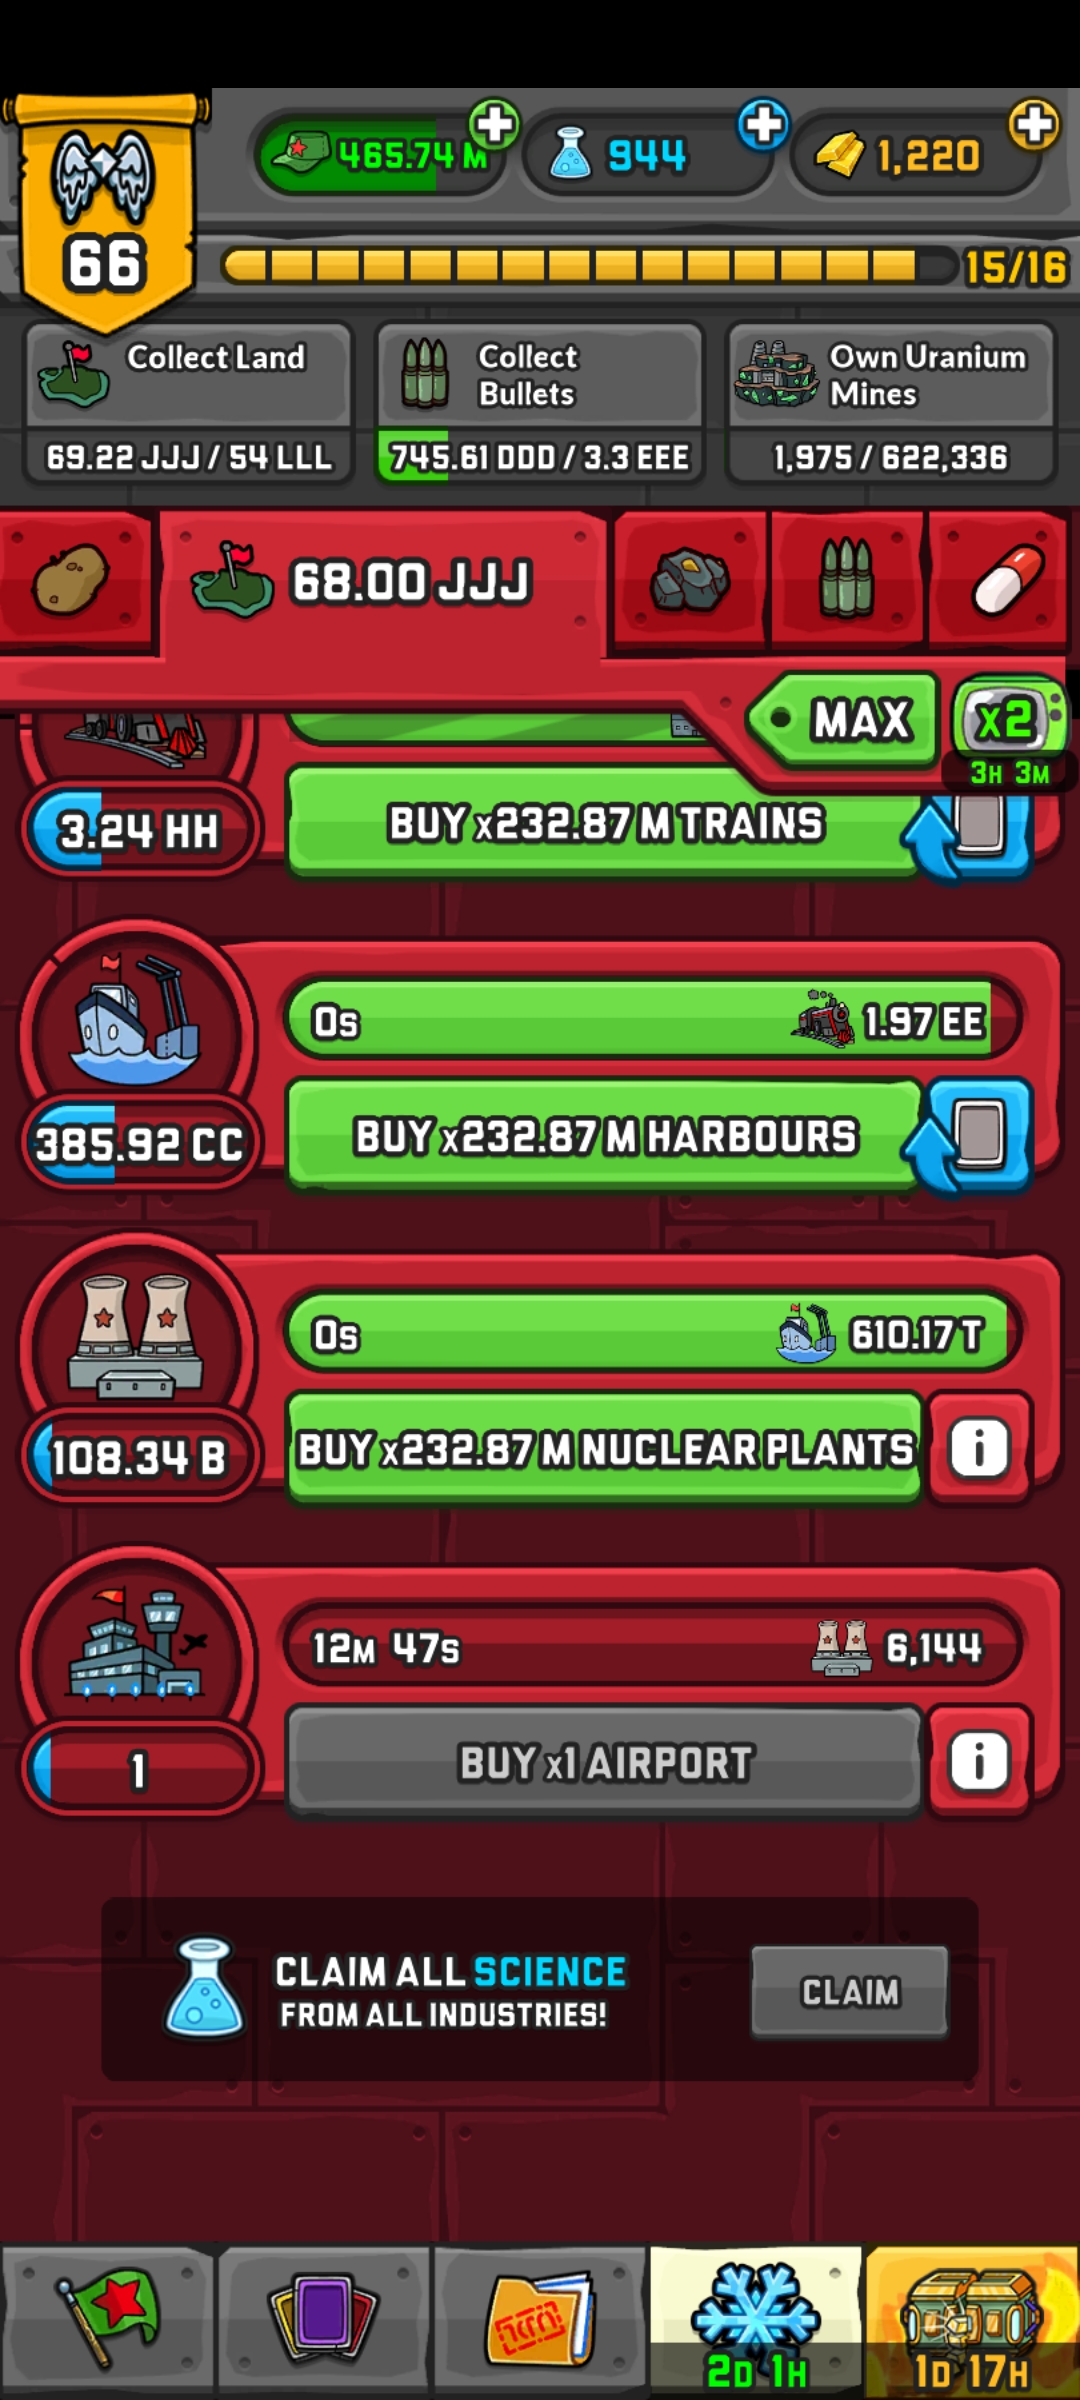 465.74 M
944
1,220
66
15/16
Collect Land
69.22 JJJ / 54 LLL
Collect
Bullets
745.61 DDD / 3.3 EEE
Own Uranium
Mines
1,975 / 622,336
68.00 JJJ
MAX
x2
3H 3M
3.24 HH
BUY x232.87 M TRAINS
0s
1.97 EE
385.92 CC
BUY x232.87 M HARBOURS
0s
610.17 T
108.34 B
BUY x232.87 M NUCLEAR PLANTS
i
12M 47s
6,144
1
BUY x1 AIRPORT
i
CLAIM ALL SCIENCE
FROM ALL INDUSTRIES!
CLAIM
2D 1H
1D 17H